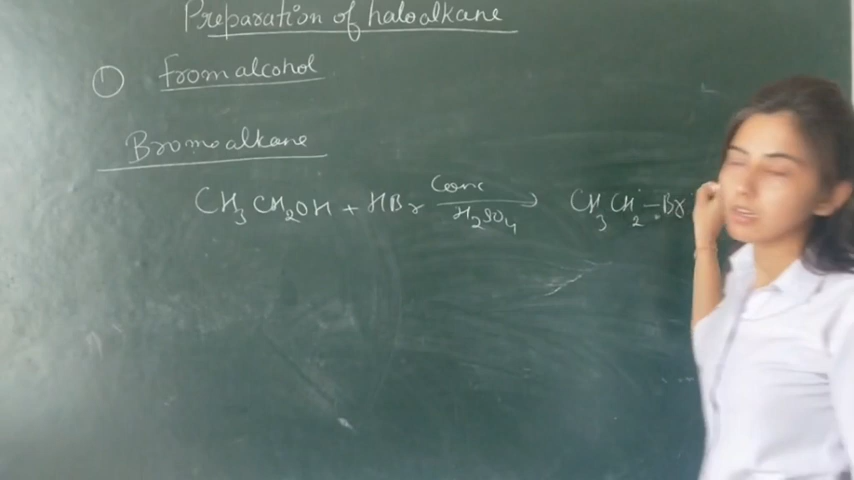 Preparation of haloalkane
① from alcohol
Bromoalkane
CH₃CH₂OH + HBr —Conc H₂SO₄→ CH₃CH₂–Br